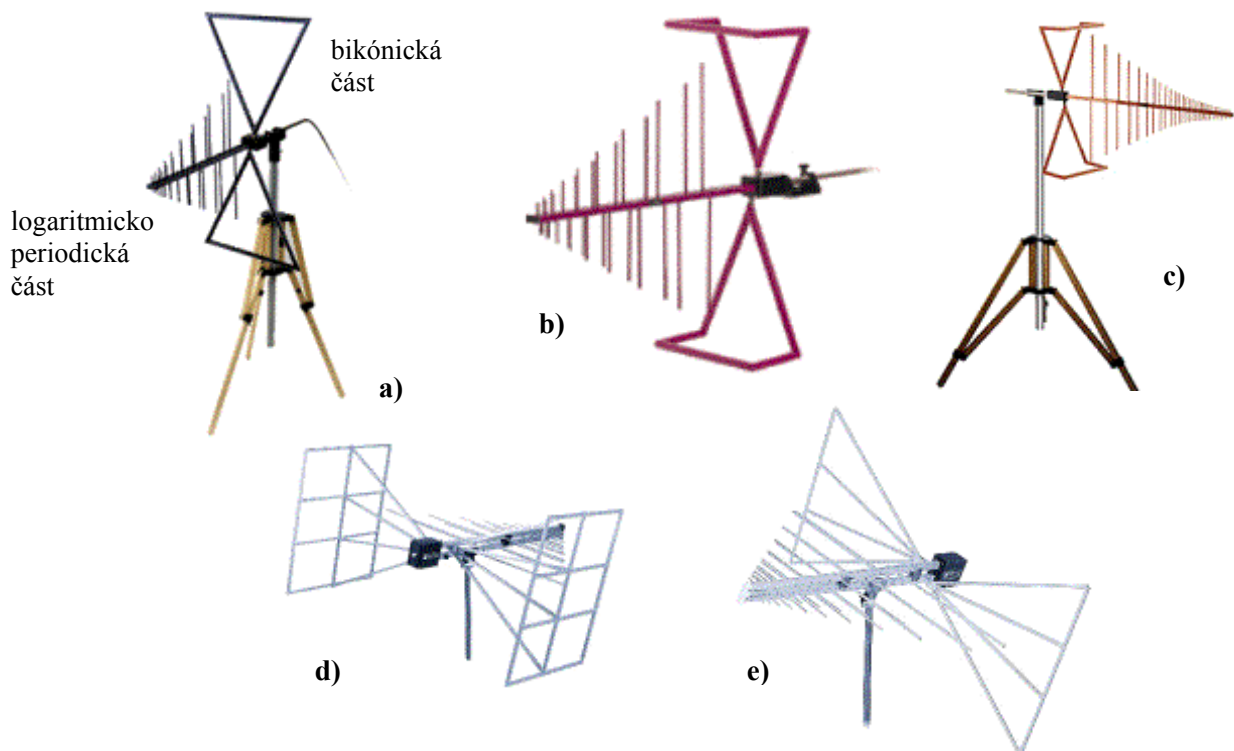 bikónická
část
logaritmicko
periodická
část
a)
b)
c)
d)
e)